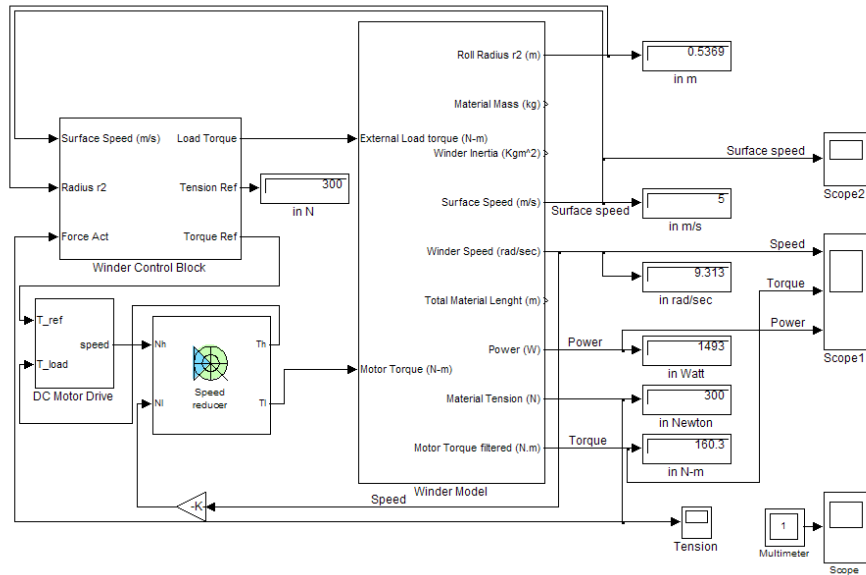 Roll Radius r2 (m)
0.5369
in m
Material Mass (kg)
Surface Speed (m/s)
Load Torque
External Load torque (N-m)
Winder Inertia (Kgm^2)
Surface speed
Scope2
Radius r2
Tension Ref
300
in N
Surface Speed (m/s)
Surface speed
5
in m/s
Force Act
Torque Ref
Winder Control Block
Winder Speed (rad/sec)
Speed
9.313
in rad/sec
Torque
Total Material Lenght (m)
T_ref
speed
T_load
DC Motor Drive
Nh
Th
Speed
reducer
Nl
Tl
Power
Scope1
Power (W)
Power
1493
in Watt
Motor Torque (N-m)
Material Tension (N)
300
in Newton
Motor Torque filtered (N.m)
Torque
160.3
in N-m
Winder Model
Speed
-K
Tension
1
Multimeter
Scope